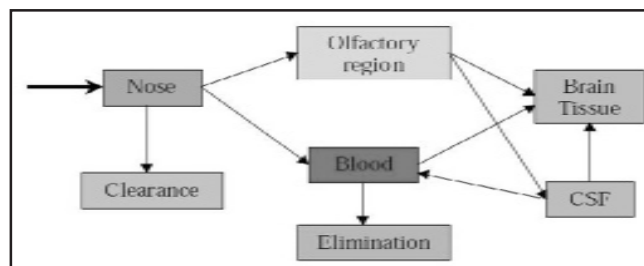 Olfactory
region
Nose
Brain
Tissue
Blood
Clearance
CSF
Elimination